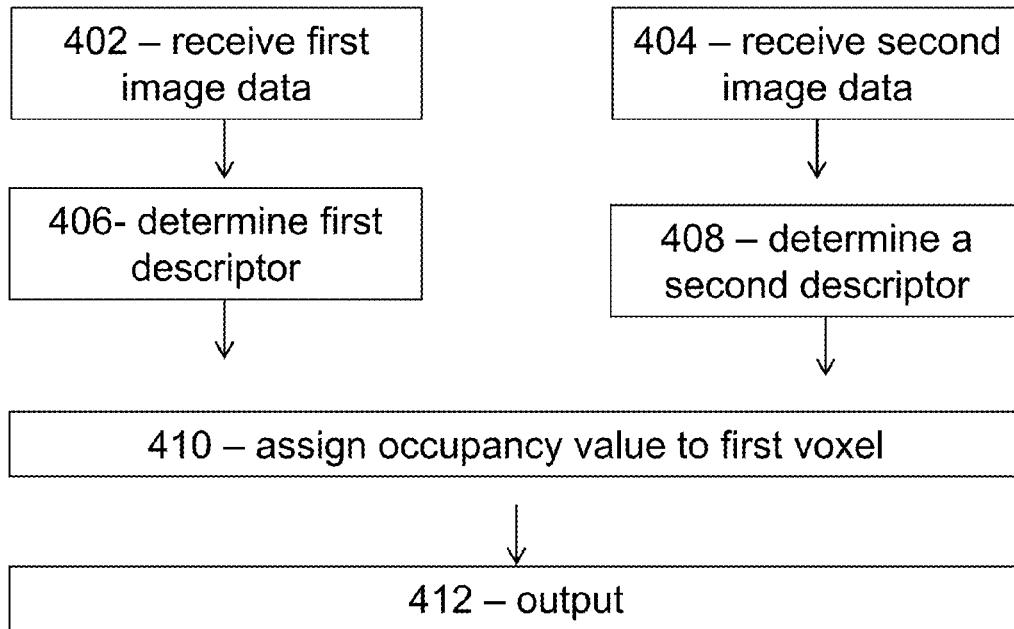 402 – receive first
image data
404 – receive second
image data
406- determine first
descriptor
408 – determine a
second descriptor
410 – assign occupancy value to first voxel
412 – output